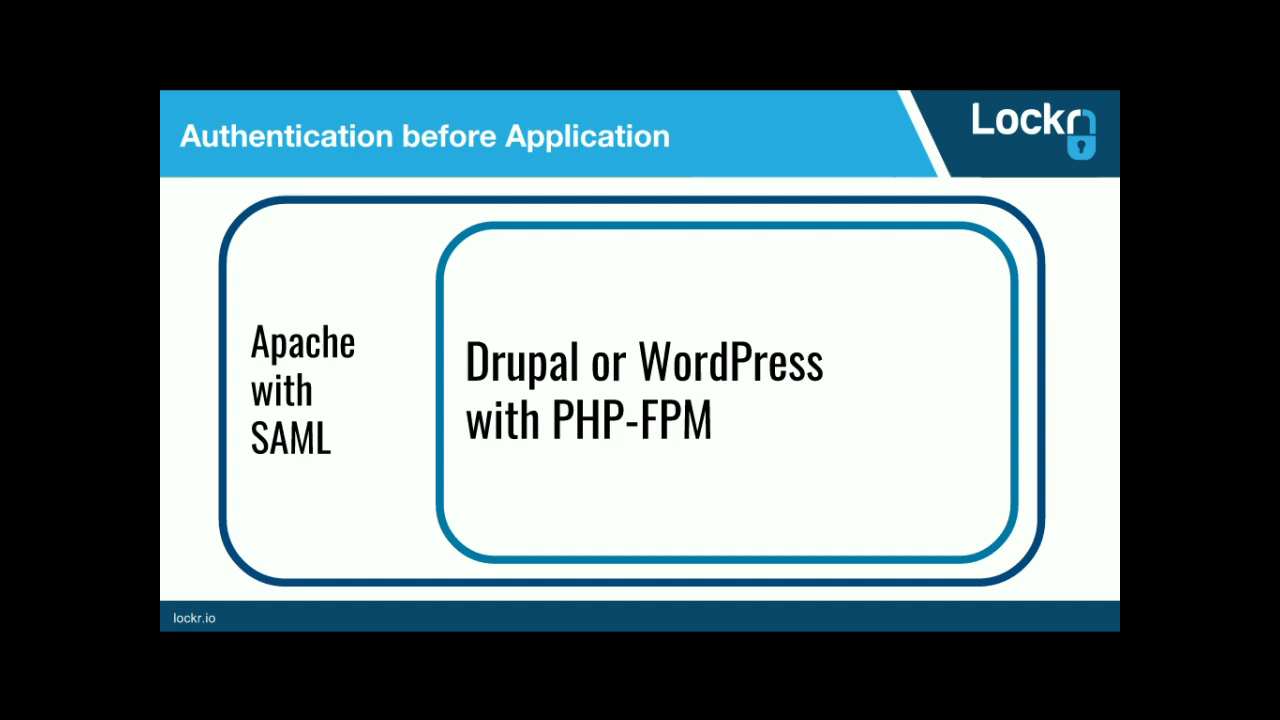 Authentication before Application
Lockr
Apache
with
SAML
Drupal or WordPress
with PHP-FPM
lockr.io